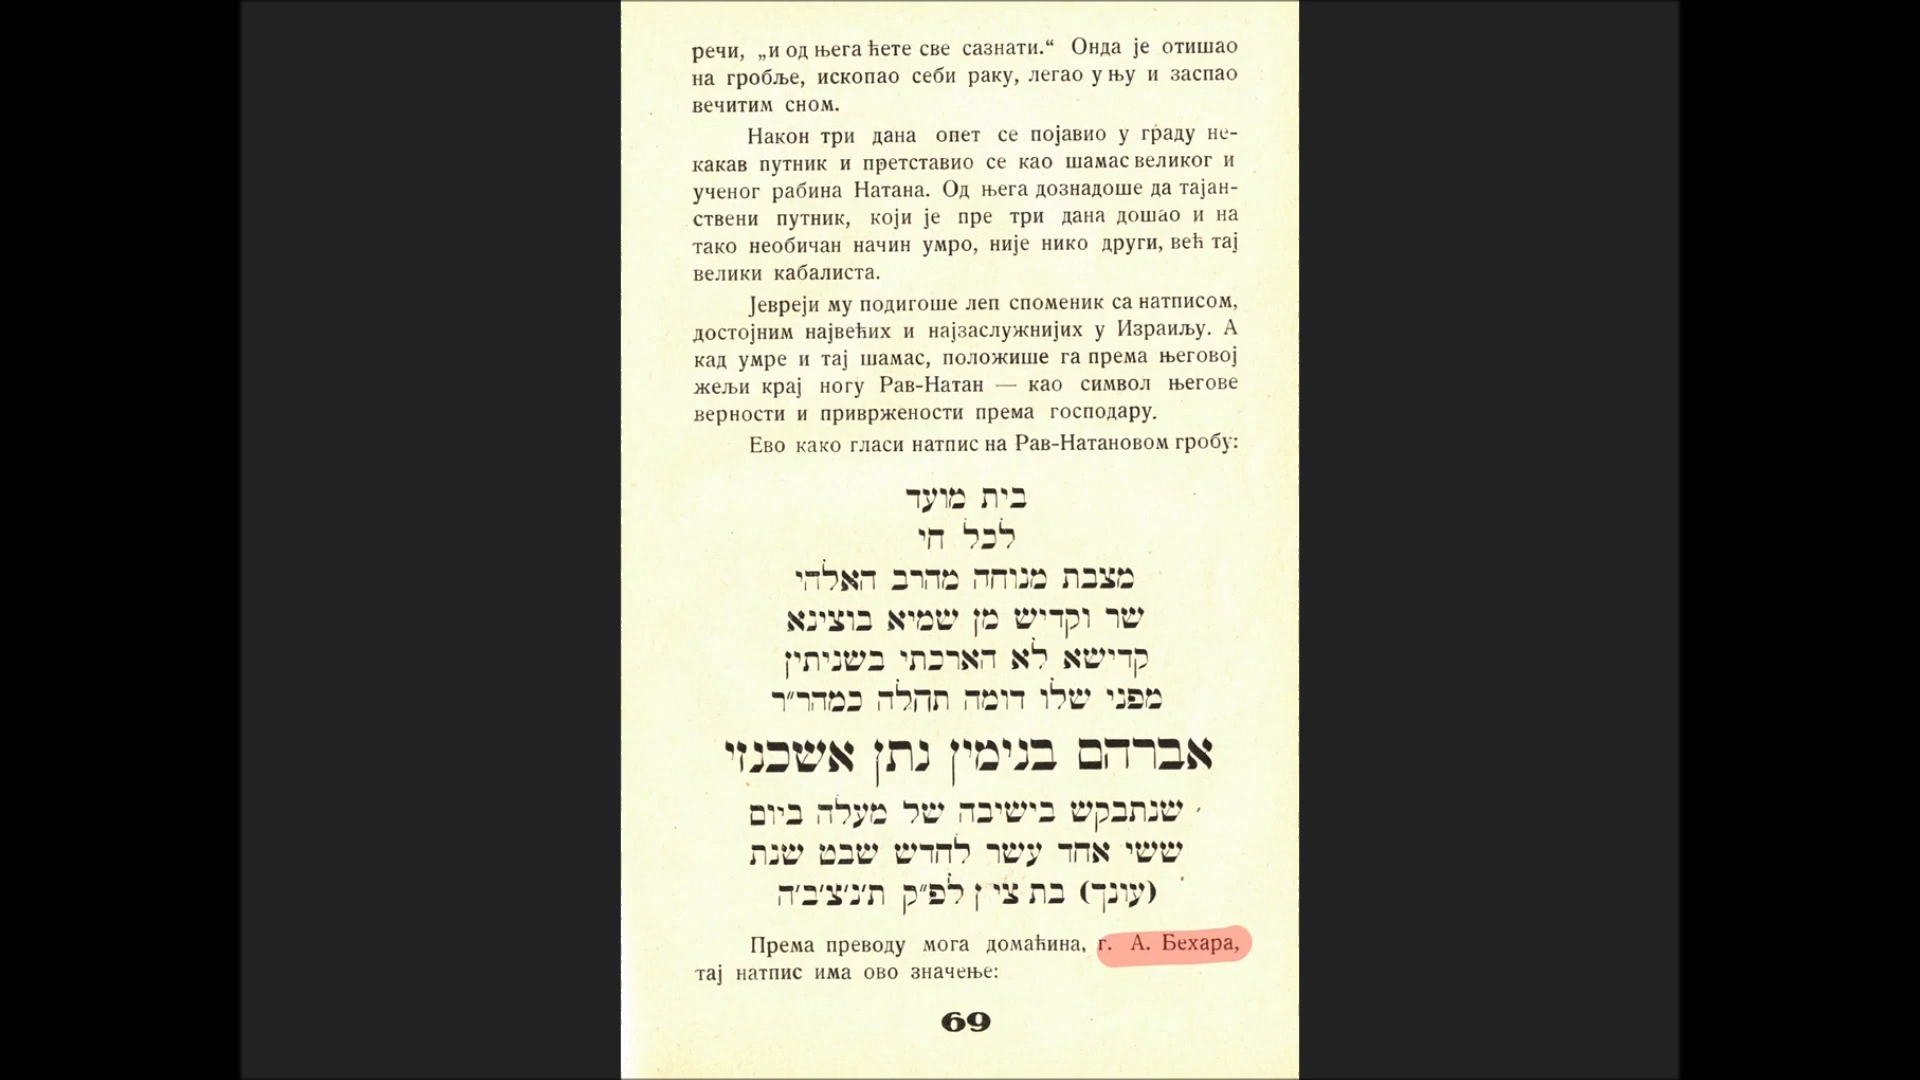 речи, „и од њега ћете све сазнати.“ Онда је отишао
на гробље, ископао себи раку, легао у њу и заспао
вечитим сном.
Након три дана опет се појавио у граду не-
какав путник и претставио се као шамас великог и
ученог рабина Натана. Од њега дознадоше да тајан-
ствени путник, који је пре три дана дошао и на
тако необичан начин умро, није нико други, већ тај
велики кабалиста.
Јевреји му подигоше леп споменик са натписом,
достојним највећих и најзаслужнијих у Израиљу. А
кад умре и тај шамас, положише га према његовој
жељи крај ногу Рав-Натан — као символ његове
верности и привржености према господару.
Ево како гласи натпис на Рав-Натановом гробу:
בית מועד
לכל חי
מצבת מנוחה מהרב האלהי
שר וקדיש מן שמיא בוצינא
קדישא לא הארכתי בשניתין
מפני שלו דומה תהלה כמהר״ר
אברהם בנימין נתן אשכנזי
שנתבקש בישיבה של מעלה ביום
ששי אחד עשר לחדש שבט שנת
(עונך) בת צי׳ן לפ״ק ת׳נ׳צ׳ב׳ה
Према преводу мога домаћина, г. А. Бехара,
тај натпис има ово значење:
69